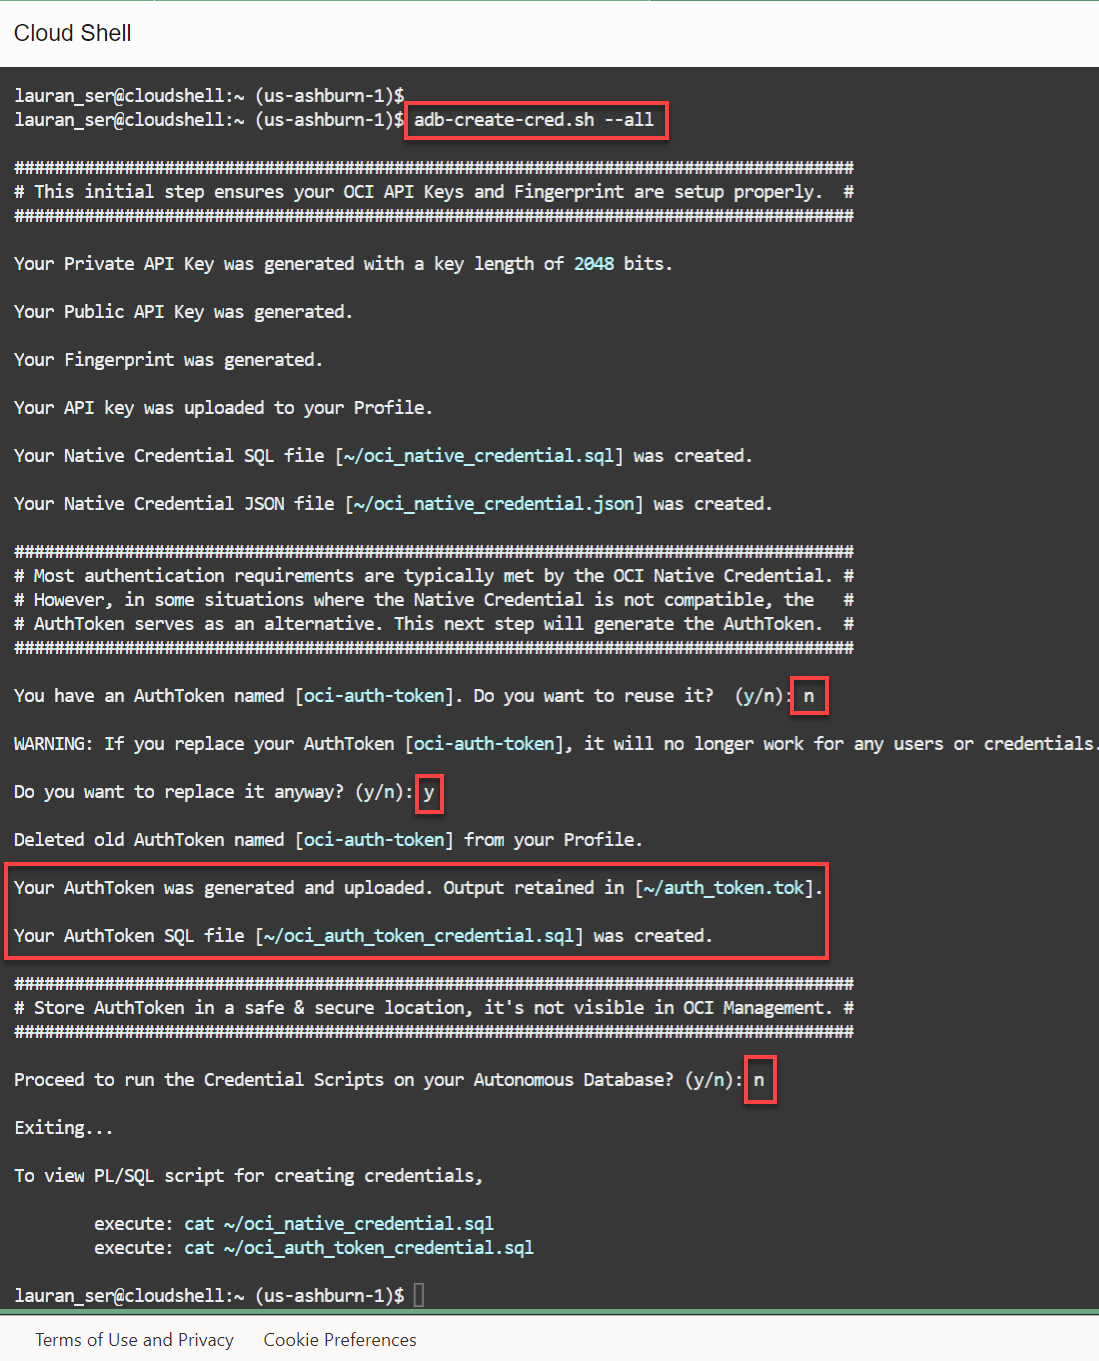 Cloud Shell
lauran_ser@cloudshell:~ (us-ashburn-1)$
lauran_ser@cloudshell:~ (us-ashburn-1)$ adb-create-cred.sh --all
####################################################################################
# This initial step ensures your OCI API Keys and Fingerprint are setup properly.  #
####################################################################################
Your Private API Key was generated with a key length of 2048 bits.
Your Public API Key was generated.
Your Fingerprint was generated.
Your API key was uploaded to your Profile.
Your Native Credential SQL file [~/oci_native_credential.sql] was created.
Your Native Credential JSON file [~/oci_native_credential.json] was created.
####################################################################################
# Most authentication requirements are typically met by the OCI Native Credential. #
# However, in some situations where the Native Credential is not compatible, the   #
# AuthToken serves as an alternative. This next step will generate the AuthToken.  #
####################################################################################
You have an AuthToken named [oci-auth-token]. Do you want to reuse it?  (y/n): n
WARNING: If you replace your AuthToken [oci-auth-token], it will no longer work for any users or credentials.
Do you want to replace it anyway? (y/n): y
Deleted old AuthToken named [oci-auth-token] from your Profile.
Your AuthToken was generated and uploaded. Output retained in [~/auth_token.tok].
Your AuthToken SQL file [~/oci_auth_token_credential.sql] was created.
####################################################################################
# Store AuthToken in a safe & secure location, it's not visible in OCI Management. #
####################################################################################
Proceed to run the Credential Scripts on your Autonomous Database? (y/n): n
Exiting...
To view PL/SQL script for creating credentials,
execute: cat ~/oci_native_credential.sql
execute: cat ~/oci_auth_token_credential.sql
lauran_ser@cloudshell:~ (us-ashburn-1)$
Terms of Use and Privacy Cookie Preferences